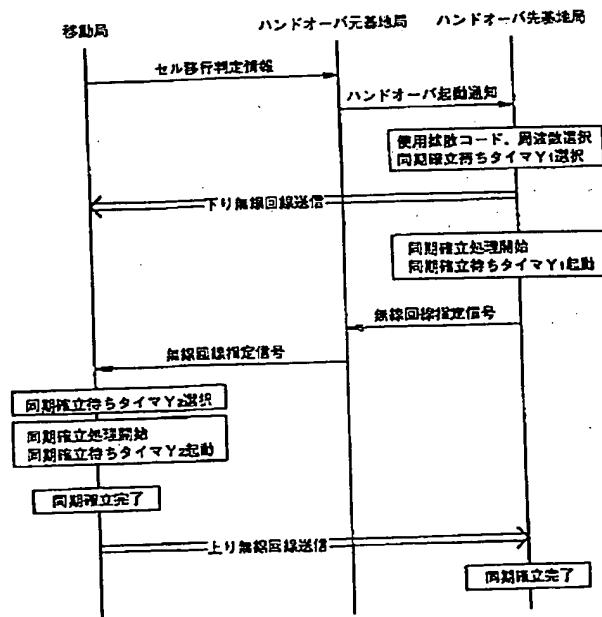 移動局
ハンドオーバ元基地局
ハンドオーバ先基地局
セル移行判定情報
ハンドオーバ起動通知
使用拡散コード、周波数選択
同期確立待ちタイマY1選択
下り無線回線送信
同期確立処理開始
同期確立待ちタイマY1起動
無線回線指定信号
無線回線指定信号
同期確立待ちタイマY2選択
同期確立処理開始
同期確立待ちタイマY2起動
同期確立完了
上り無線回線送信
同期確立完了